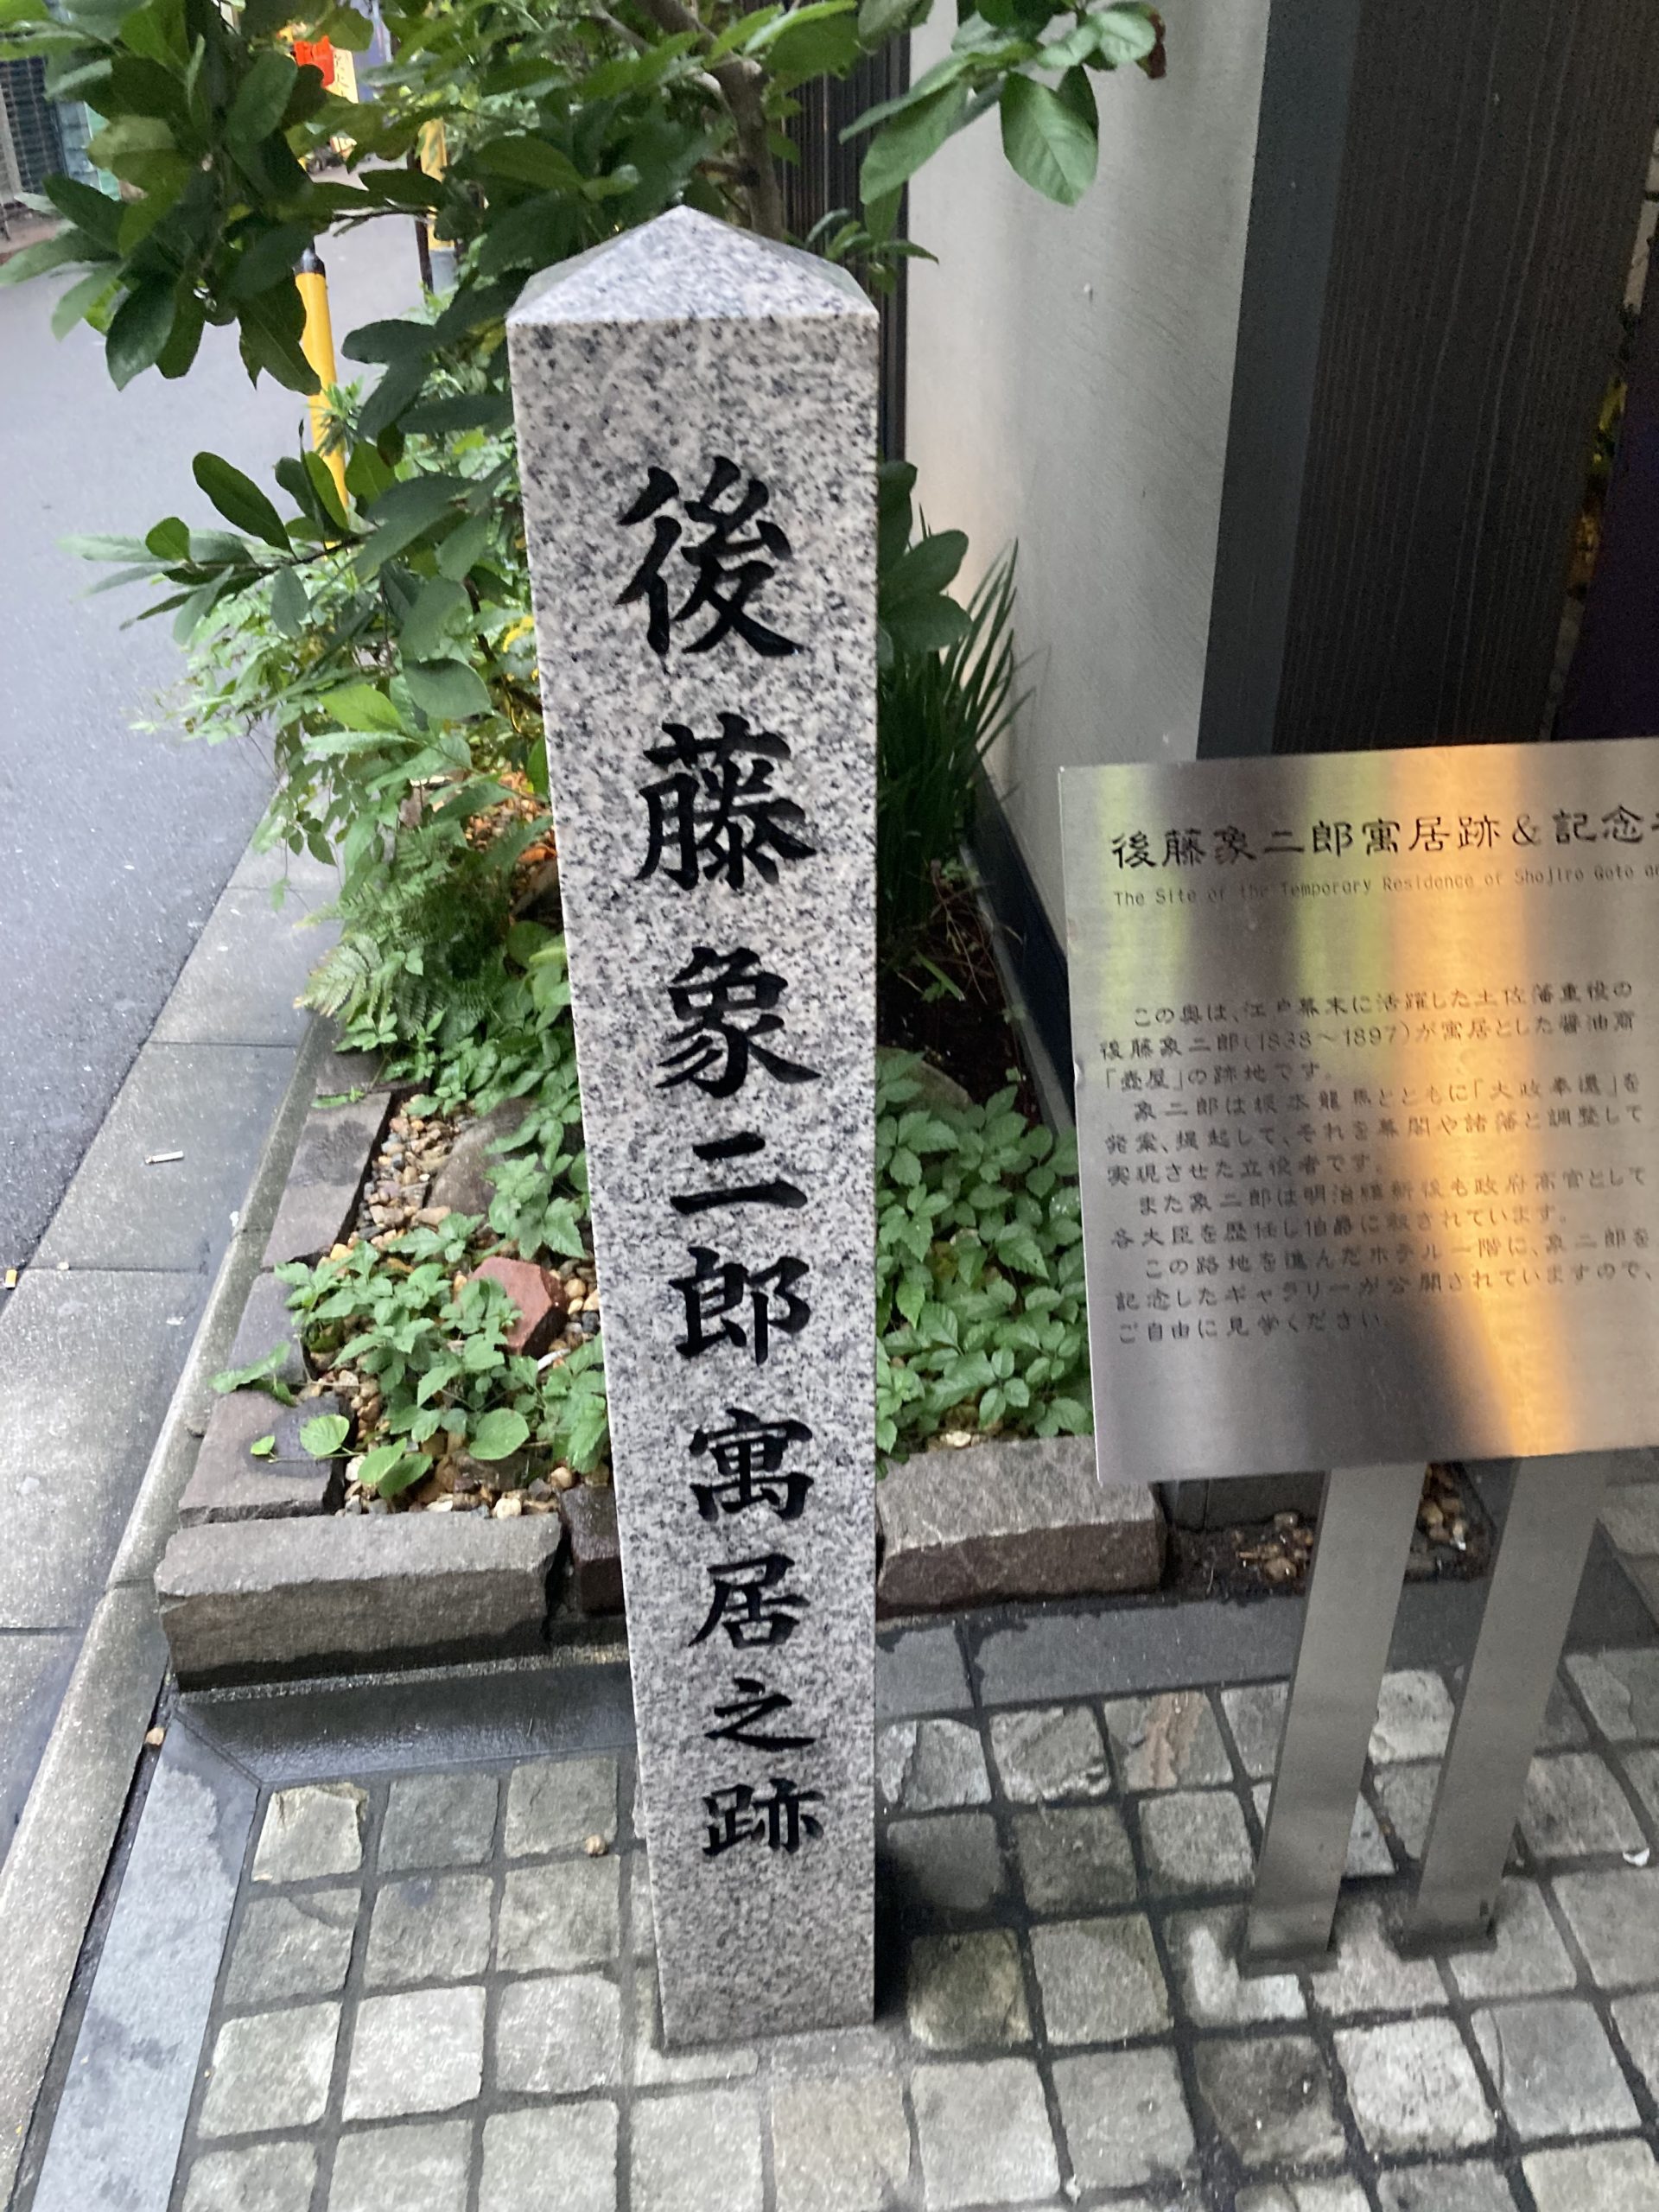 後藤象二郎寓居之跡
後藤象二郎寓居跡&記念
The Site of the Temporary Residence of Shojiro Goto
この奥は、江戸幕末に活躍した土佐藩重役の
後藤象二郎(1838～1897)が寓居とした醤油商
「壺屋」の跡地です。
象二郎は坂本龍馬とともに「大政奉還」を
発案、提起して、それを幕閣や諸藩と調整して
実現させた立役者です。
また象二郎は明治維新後も政府高官として
各大臣を歴任し伯爵に叙されています。
この路地を進んだホテル一階に、象二郎を
記念したギャラリーが公開されていますので、
ご自由に見学ください。